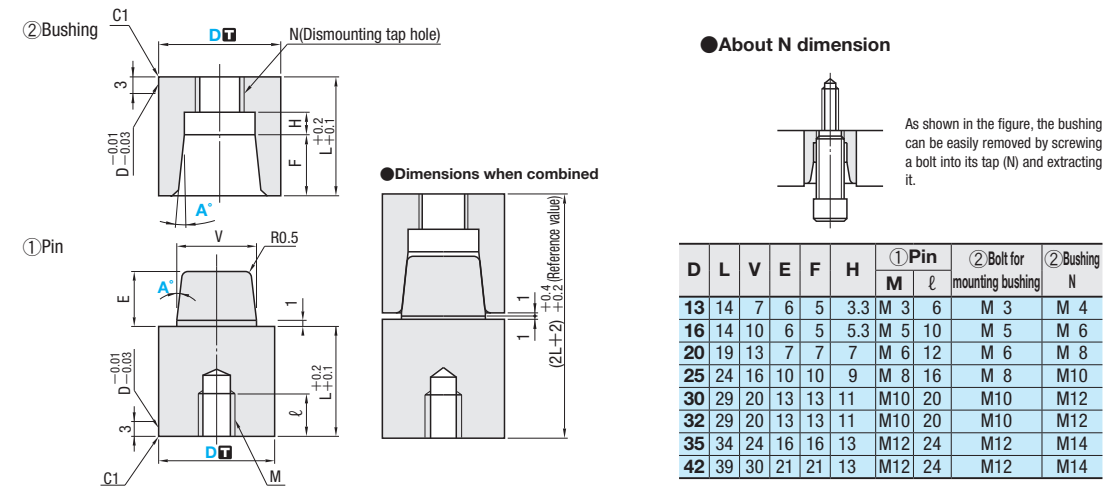 ②Bushing
C1
D T
N(Dismounting tap hole)
3
D−0.01
−0.03
H
F
L+0.2
+0.1
A°
①Pin
V
R0.5
E
A°
1
D−0.01
−0.03
3
ℓ
L+0.2
+0.1
D T
C1
M
●Dimensions when combined
1
1
(2L+2) +0.4
+0.2 (Reference value)
●About N dimension
As shown in the figure, the bushing
can be easily removed by screwing
a bolt into its tap (N) and extracting
it.
D L V E F H ①Pin ②Bolt for mounting bushing ②Bushing N
M ℓ
13 14 7 6 5 3.3 M 3 6 M 3 M 4
16 14 10 6 5 5.3 M 5 10 M 5 M 6
20 19 13 7 7 7 M 6 12 M 6 M 8
25 24 16 10 10 9 M 8 16 M 8 M10
30 29 20 13 13 11 M10 20 M10 M12
32 29 20 13 13 11 M10 20 M10 M12
35 34 24 16 16 13 M12 24 M12 M14
42 39 30 21 21 13 M12 24 M12 M14